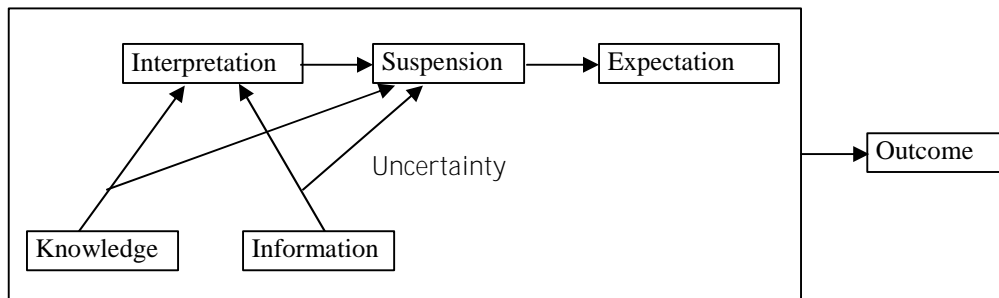 Interpretation
Suspension
Expectation
Outcome
Uncertainty
Knowledge
Information